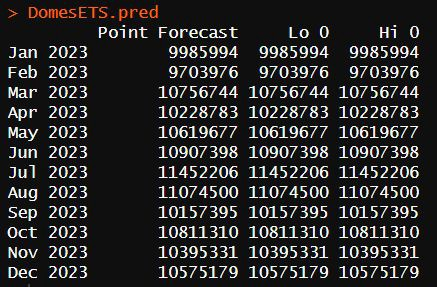 > DomesETS.pred
Point Forecast Lo 0 Hi 0
Jan 2023 9985994 9985994 9985994
Feb 2023 9703976 9703976 9703976
Mar 2023 10756744 10756744 10756744
Apr 2023 10228783 10228783 10228783
May 2023 10619677 10619677 10619677
Jun 2023 10907398 10907398 10907398
Jul 2023 11452206 11452206 11452206
Aug 2023 11074500 11074500 11074500
Sep 2023 10157395 10157395 10157395
Oct 2023 10811310 10811310 10811310
Nov 2023 10395331 10395331 10395331
Dec 2023 10575179 10575179 10575179